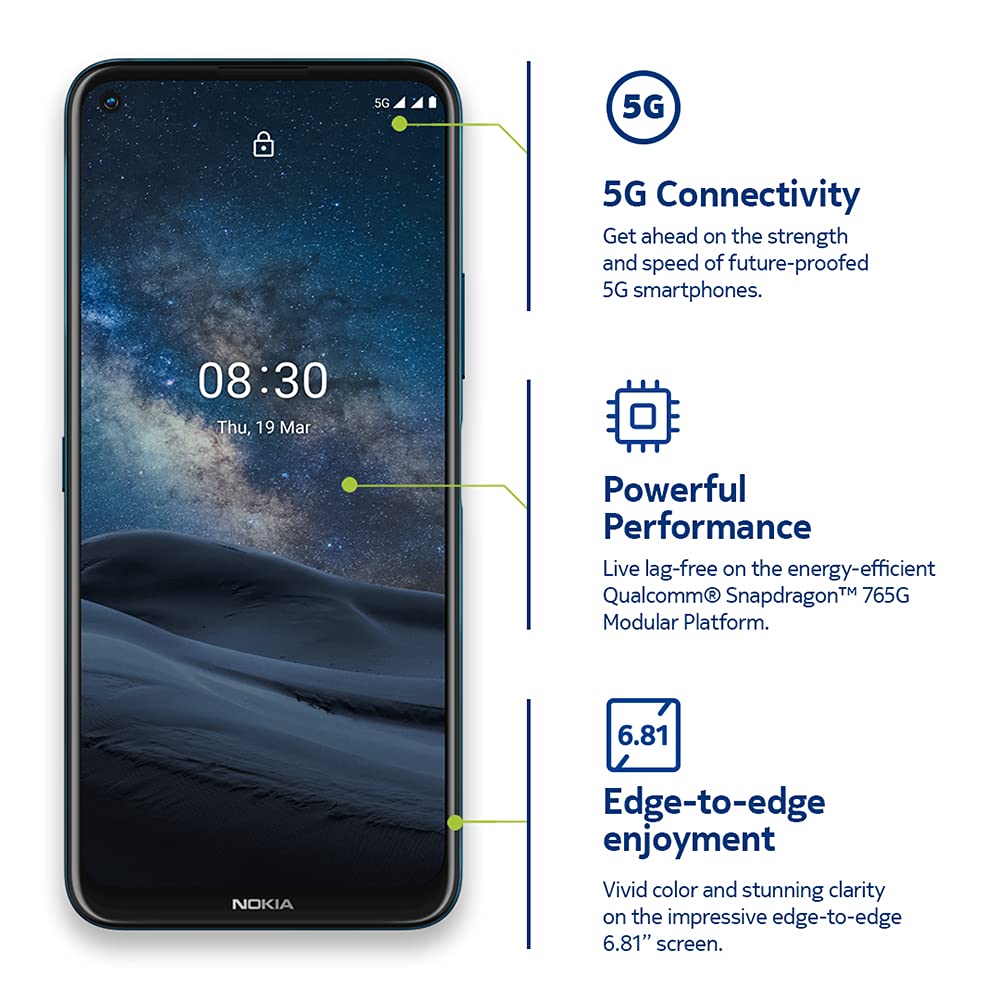 5G
08:30
Thu, 19 Mar
NOKIA
5G
5G Connectivity
Get ahead on the strength
and speed of future-proofed
5G smartphones.
Powerful
Performance
Live lag-free on the energy-efficient
Qualcomm® Snapdragon™ 765G
Modular Platform.
6.81
Edge-to-edge
enjoyment
Vivid color and stunning clarity
on the impressive edge-to-edge
6.81” screen.